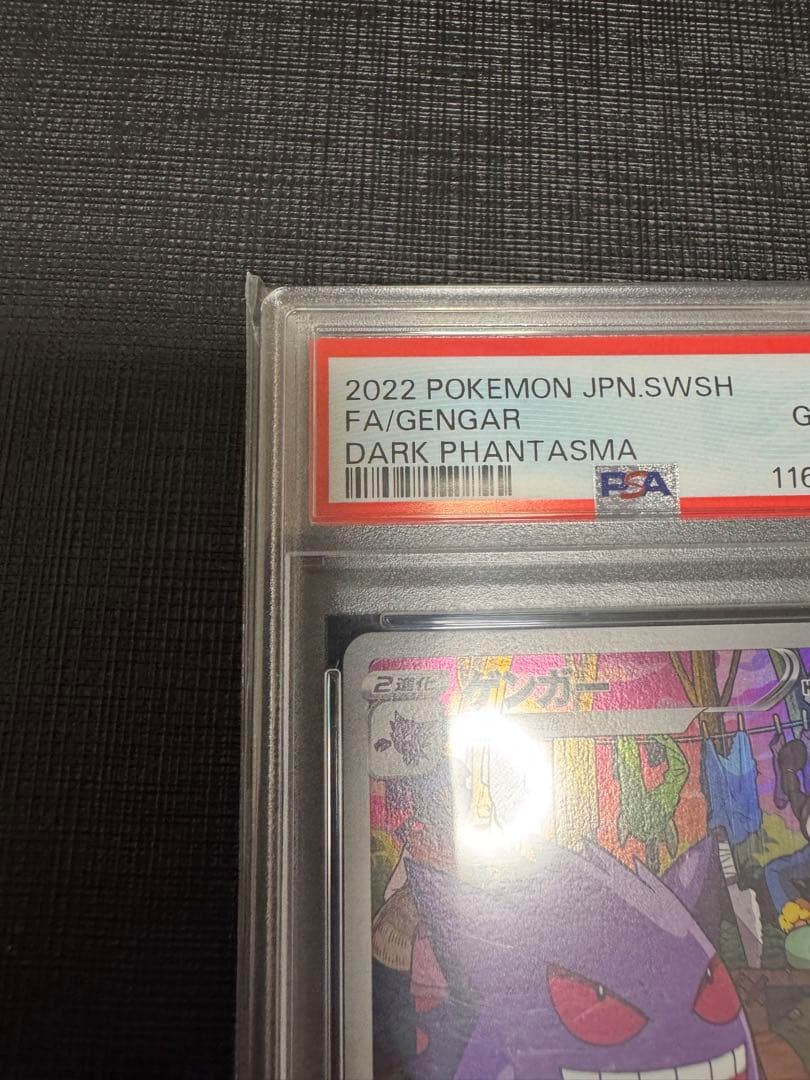 2022 POKEMON JPN.SWSH
FA/GENGAR G
DARK PHANTASMA
PSA 116
2進化 ゲンガー